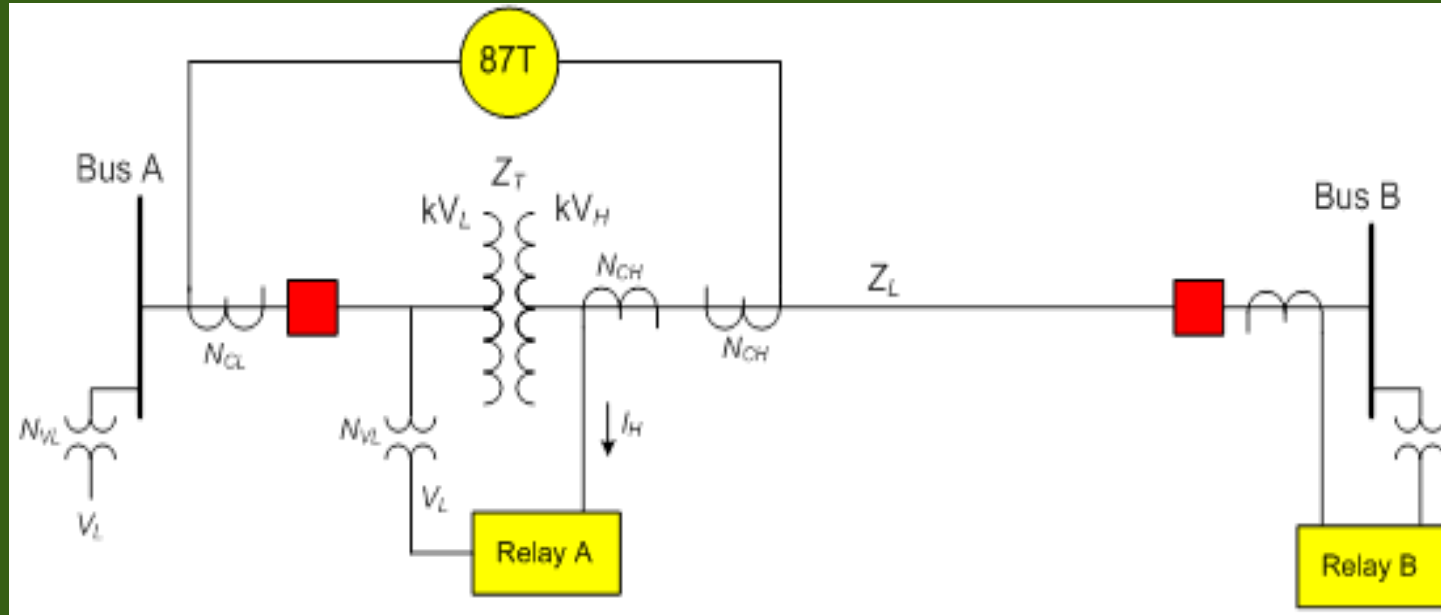 87T
Bus A
Z_T
kV_L
kV_H
Bus B
N_CH
Z_L
N_CL
N_CH
N_VL
N_VL
I_H
V_L
V_L
Relay A
Relay B